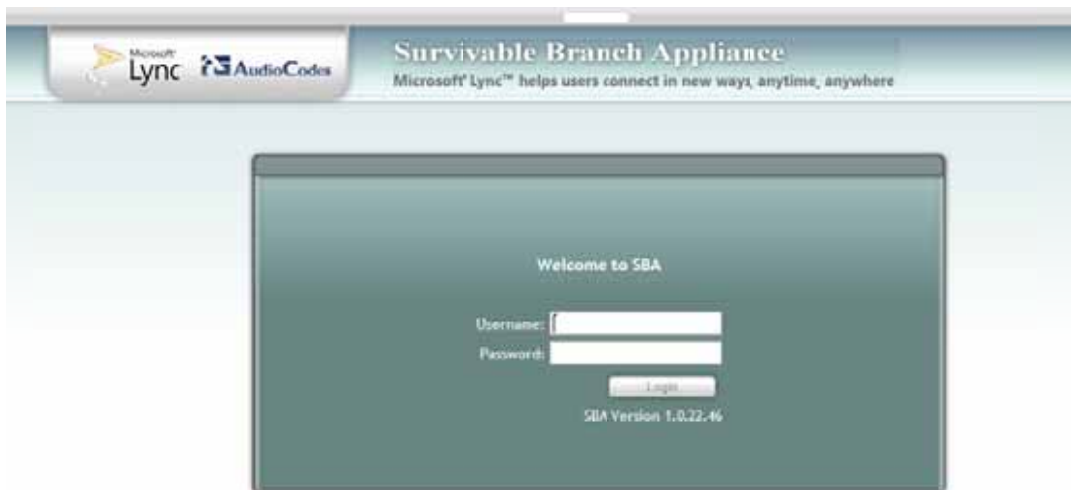 Microsoft
Lync
AudioCodes
Survivable Branch Appliance
Microsoft® Lync™ helps users connect in new ways, anytime, anywhere
Welcome to SBA
Username:
Password:
Login
SBA Version 1.0.22.46